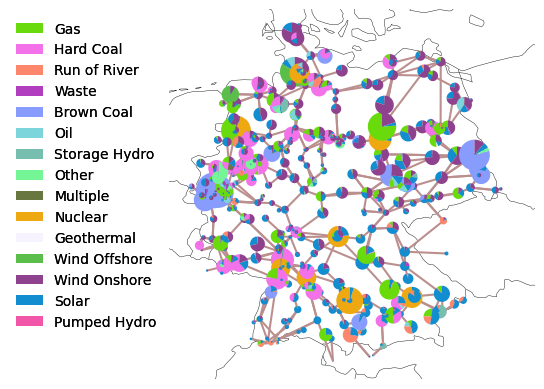 Gas
Hard Coal
Run of River
Waste
Brown Coal
Oil
Storage Hydro
Other
Multiple
Nuclear
Geothermal
Wind Offshore
Wind Onshore
Solar
Pumped Hydro